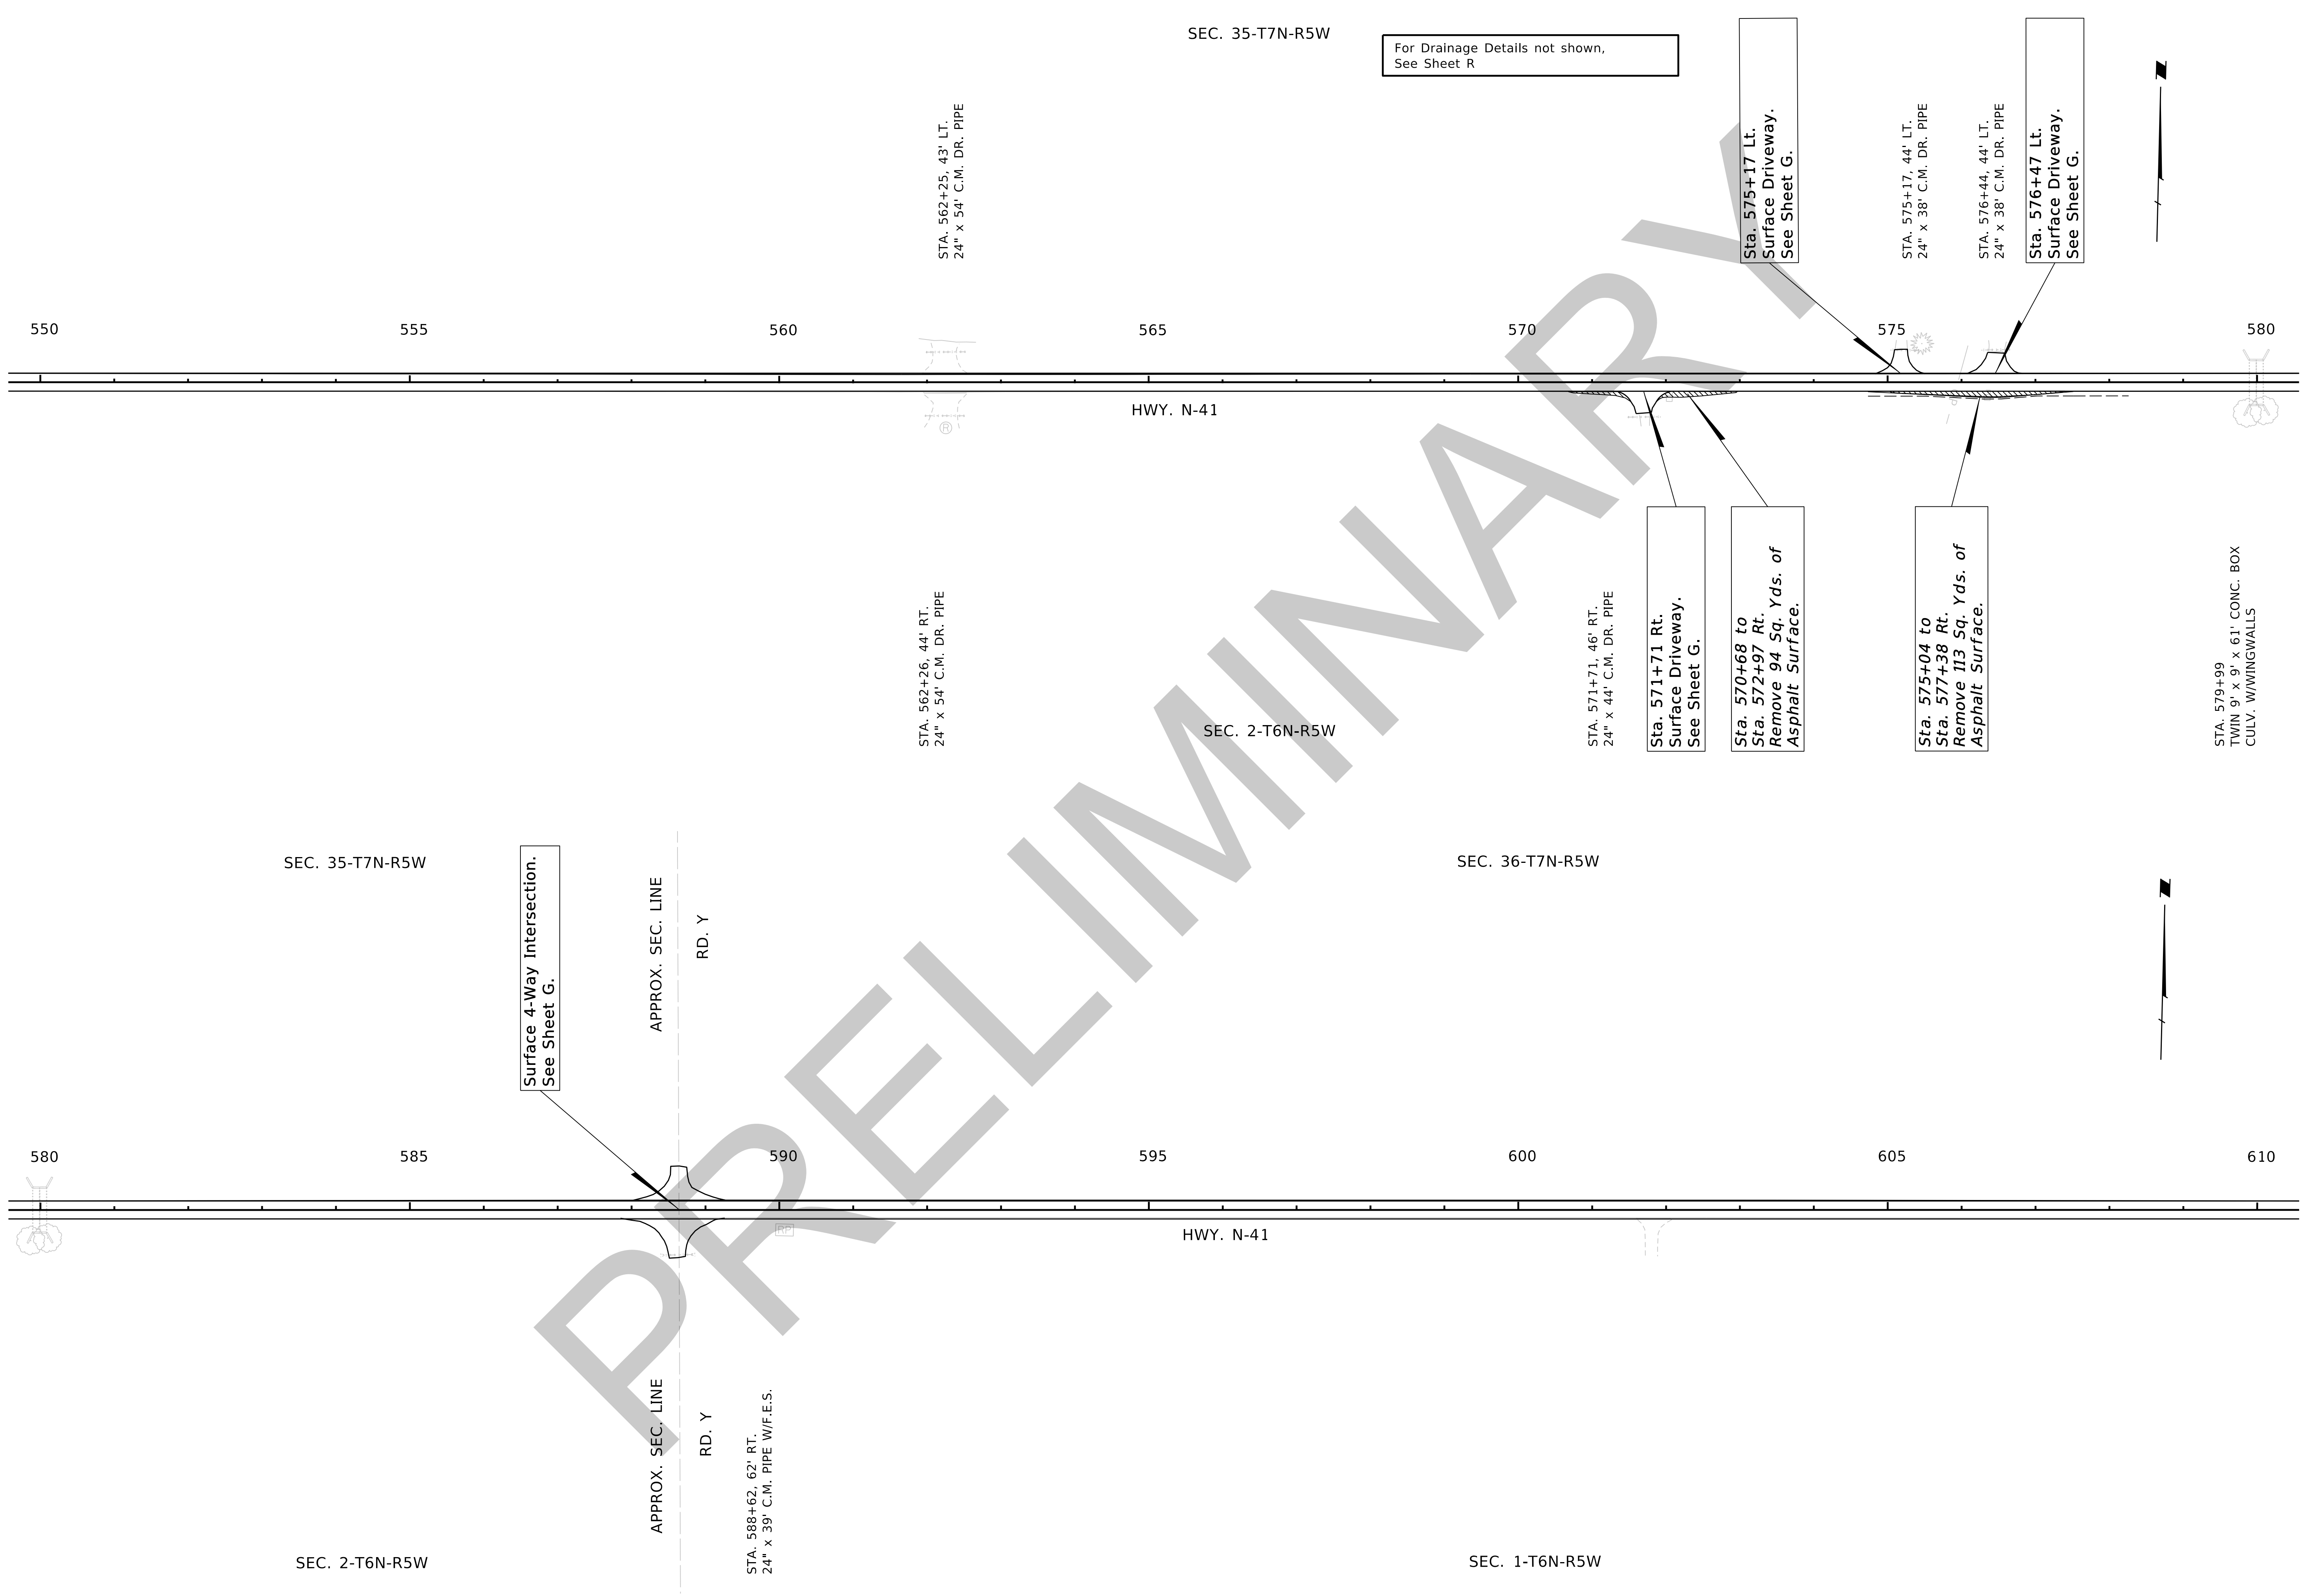 SEC. 35-T7N-R5W
For Drainage Details not shown,
See Sheet R
STA. 562+25, 43' LT.
24" x 54' C.M. DR. PIPE
Sta. 575+17 Lt.
Surface Driveway.
See Sheet G.
STA. 575+17, 44' LT.
24" x 38' C.M. DR. PIPE
STA. 576+44, 44' LT.
24" x 38' C.M. DR. PIPE
Sta. 576+47 Lt.
Surface Driveway.
See Sheet G.
N
550 555 560 565 570 575 580
HWY. N-41
R
STA. 562+26, 44' RT.
24" x 54' C.M. DR. PIPE
SEC. 2-T6N-R5W
STA. 571+71, 46' RT.
24" x 44' C.M. DR. PIPE
Sta. 571+71 Rt.
Surface Driveway.
See Sheet G.
Sta. 570+68 to
Sta. 572+97 Rt.
Remove 94 Sq. Yds. of
Asphalt Surface.
Sta. 575+04 to
Sta. 577+38 Rt.
Remove 113 Sq. Yds. of
Asphalt Surface.
STA. 579+99
TWIN 9' x 9' x 61' CONC. BOX
CULV. W/WINGWALLS
PRELIMINARY
SEC. 35-T7N-R5W
Surface 4-Way Intersection.
See Sheet G.
APPROX. SEC. LINE
RD. Y
SEC. 36-T7N-R5W
N
580 585 590 595 600 605 610
RP
HWY. N-41
APPROX. SEC. LINE
RD. Y
STA. 588+62, 62' RT.
24" x 39' C.M. PIPE W/F.E.S.
SEC. 2-T6N-R5W
SEC. 1-T6N-R5W